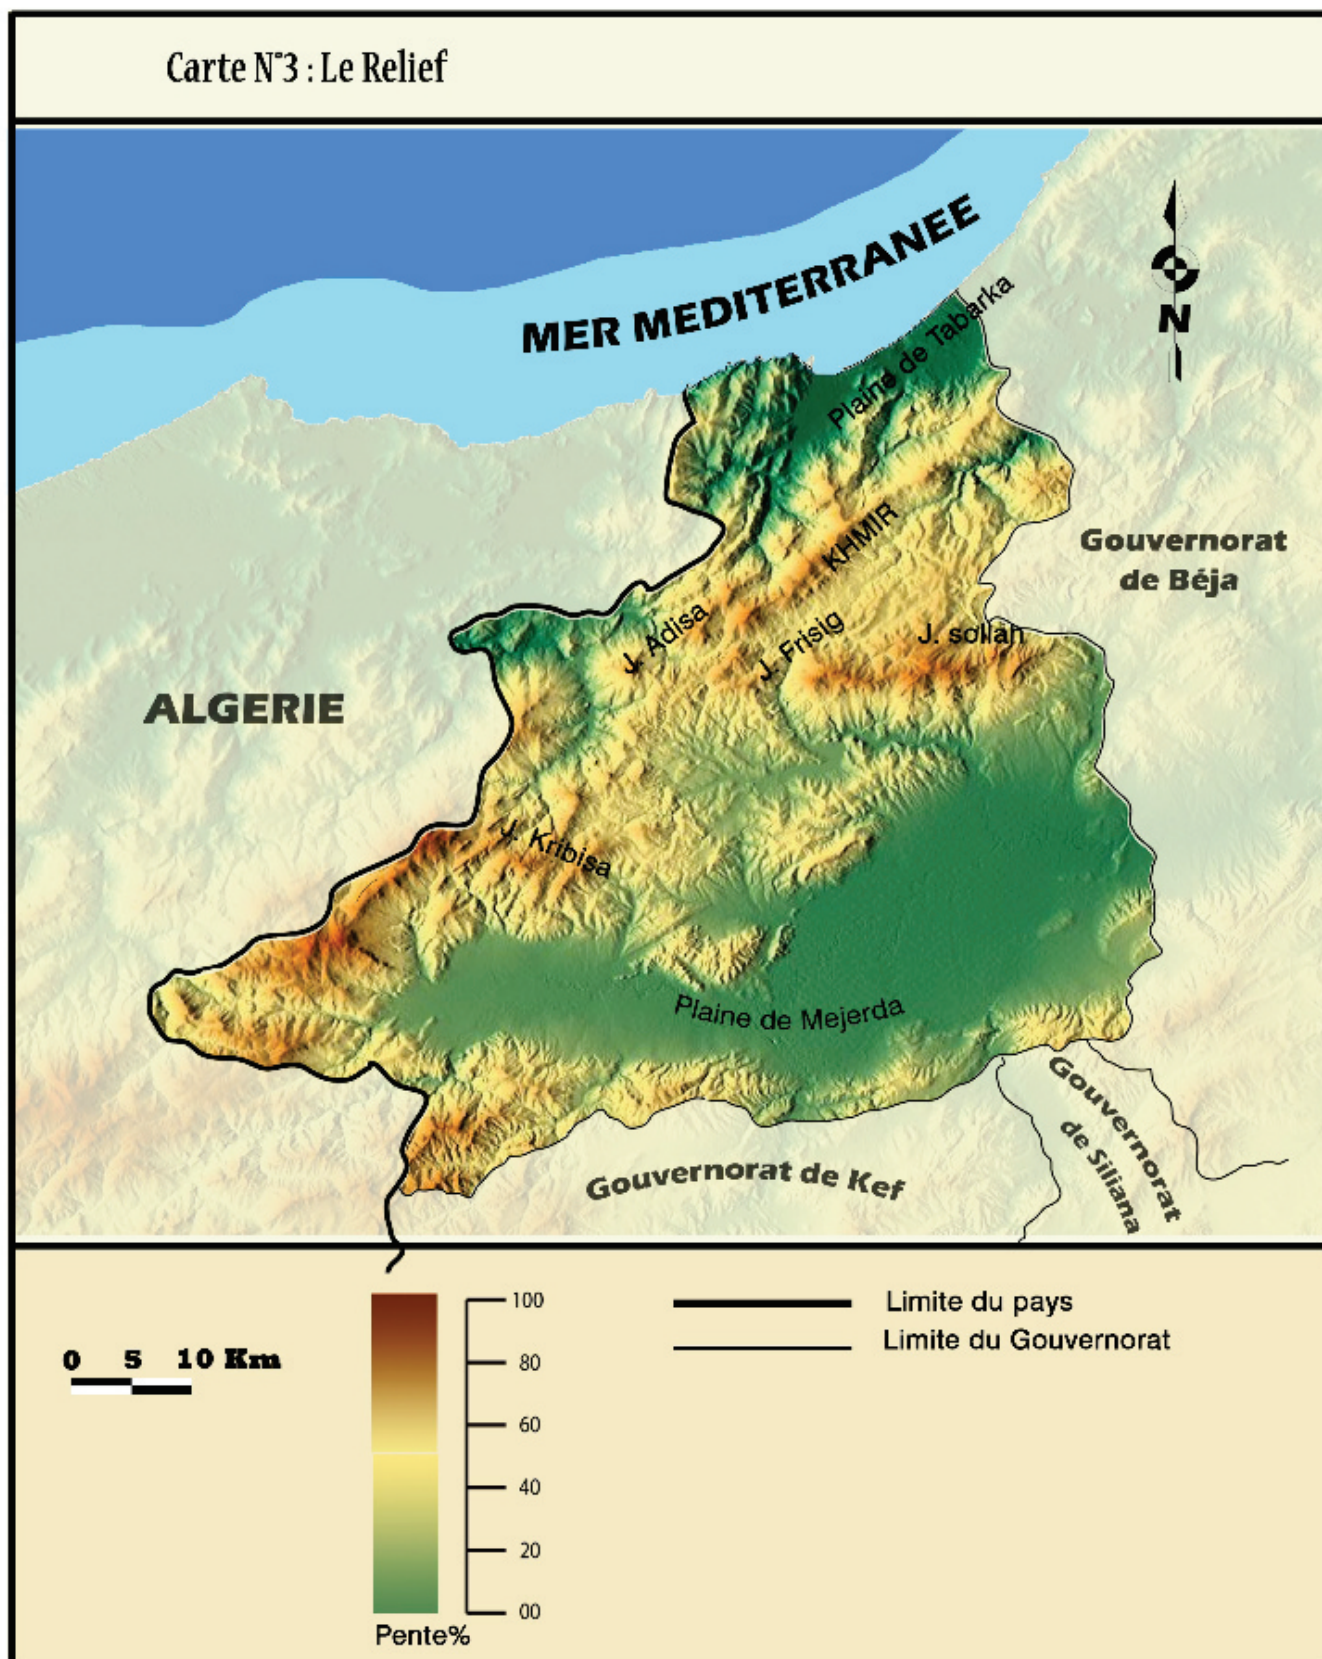 Carte N°3 : Le Relief
MER MEDITERRANEE
Plaine de Tabarka
N
KHMIR
Gouvernorat
de Béja
J. Adisa
J. Frisig
J. sollah
ALGERIE
J. Kribisa
Plaine de Mejerda
Gouvernorat de Kef
Gouvernorat
de Siliana
0 5 10 Km
100
80
60
40
20
00
Pente%
Limite du pays
Limite du Gouvernorat